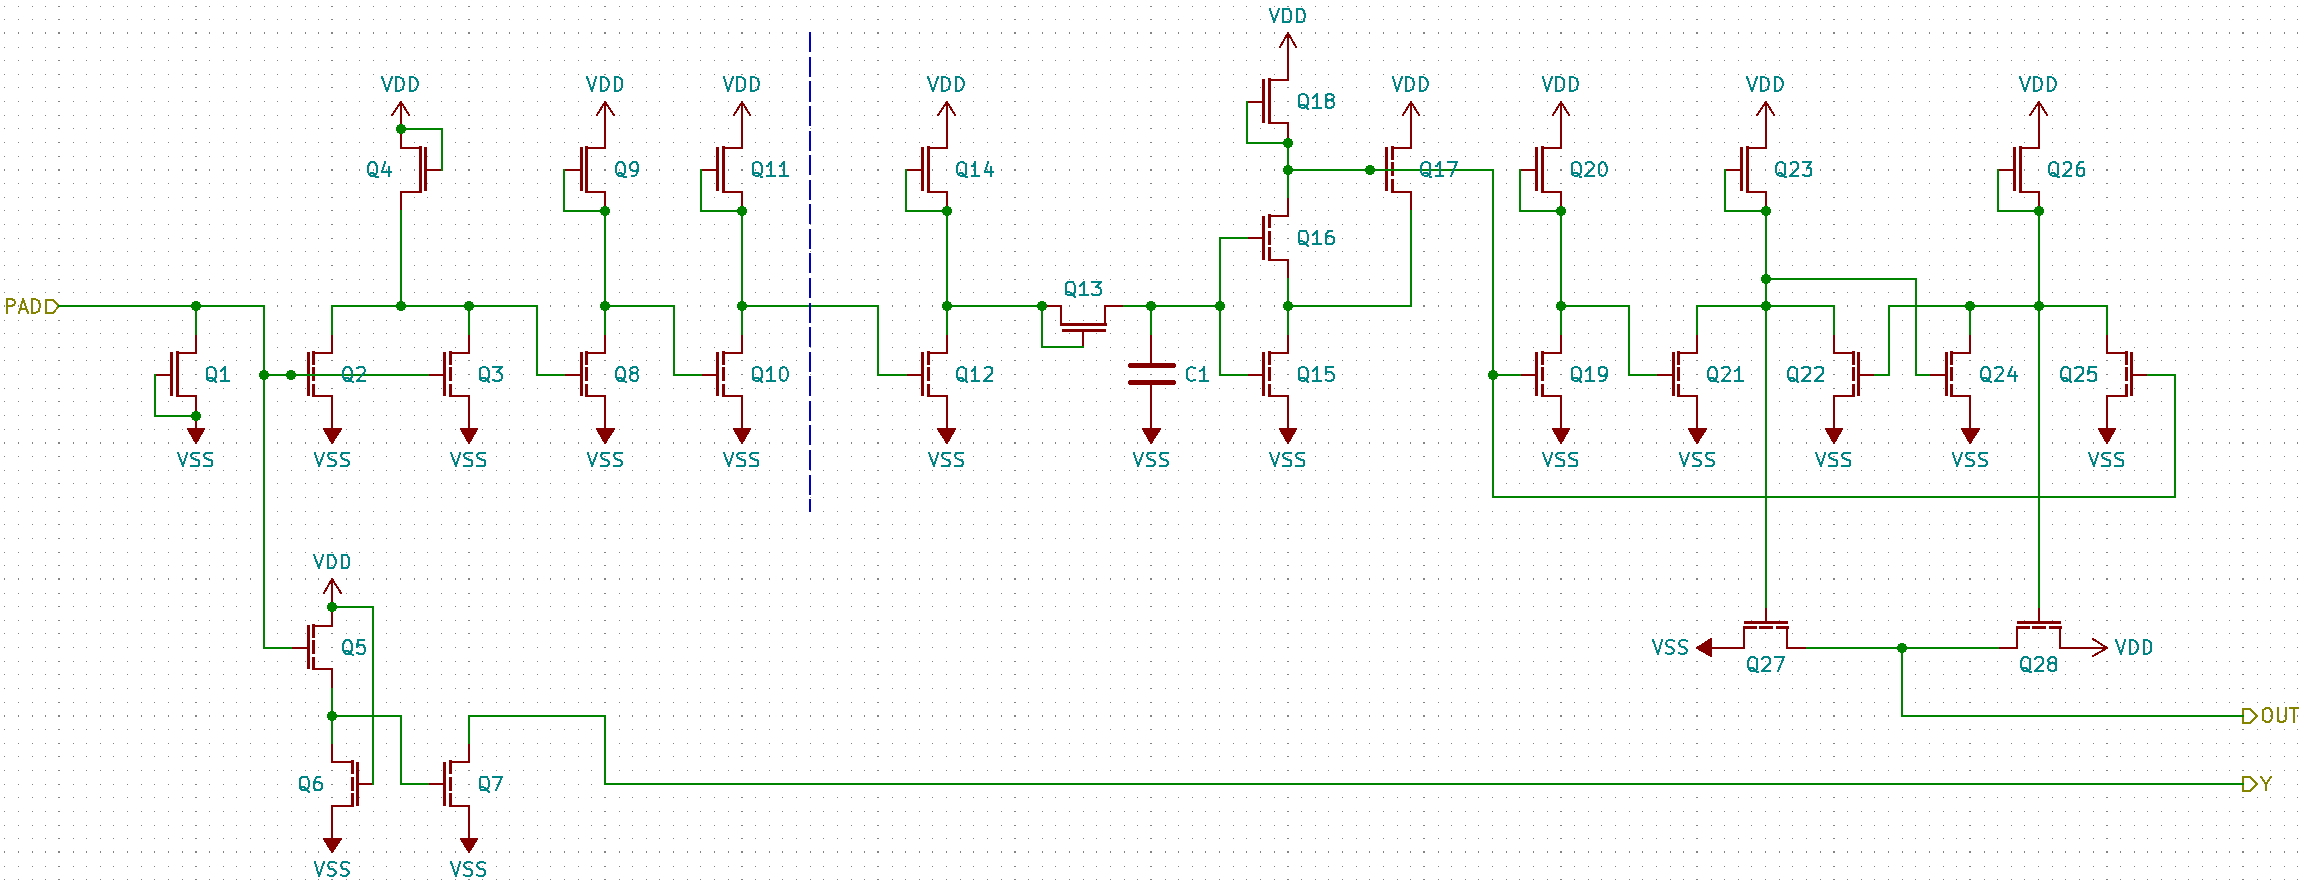 VDD
Q18
VDD VDD VDD VDD VDD VDD VDD VDD
Q4 Q9 Q11 Q14 Q17 Q20 Q23 Q26
Q16
Q13
PAD
Q1 Q2 Q3 Q8 Q10 Q12 C1 Q15 Q19 Q21 Q22 Q24 Q25
VSS VSS VSS VSS VSS VSS VSS VSS VSS VSS VSS VSS VSS
VDD
Q5 VSS VDD
Q27 Q28
OUT
Q6 Q7 Y
VSS VSS